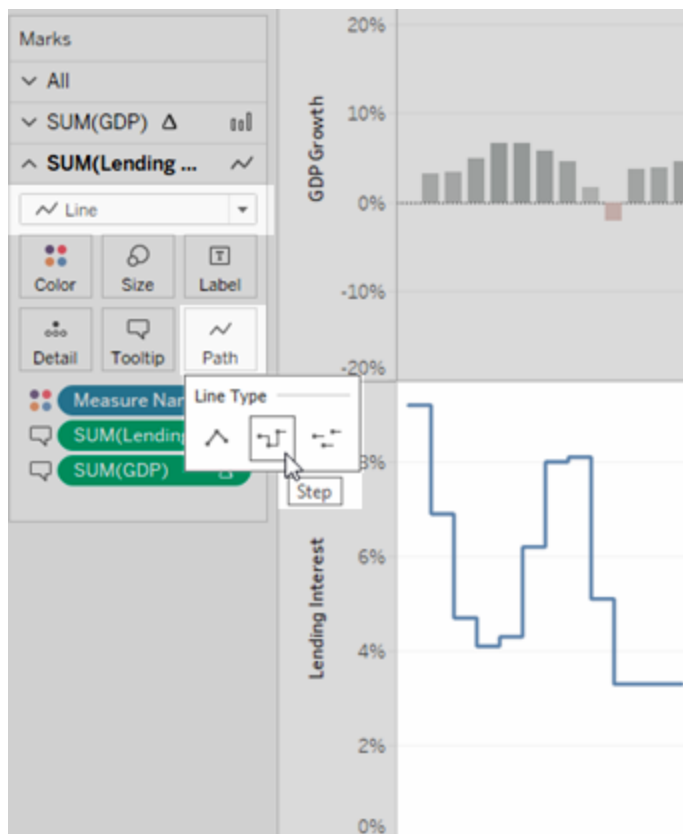 Marks
All
SUM(GDP) Δ
SUM(Lending ...
Line
Color Size Label
Detail Tooltip Path
Line Type
Step
Measure Nar
SUM(Lending
SUM(GDP) Δ
20%
10%
0%
-10%
-20%
GDP Growth
8%
6%
4%
2%
0%
Lending Interest